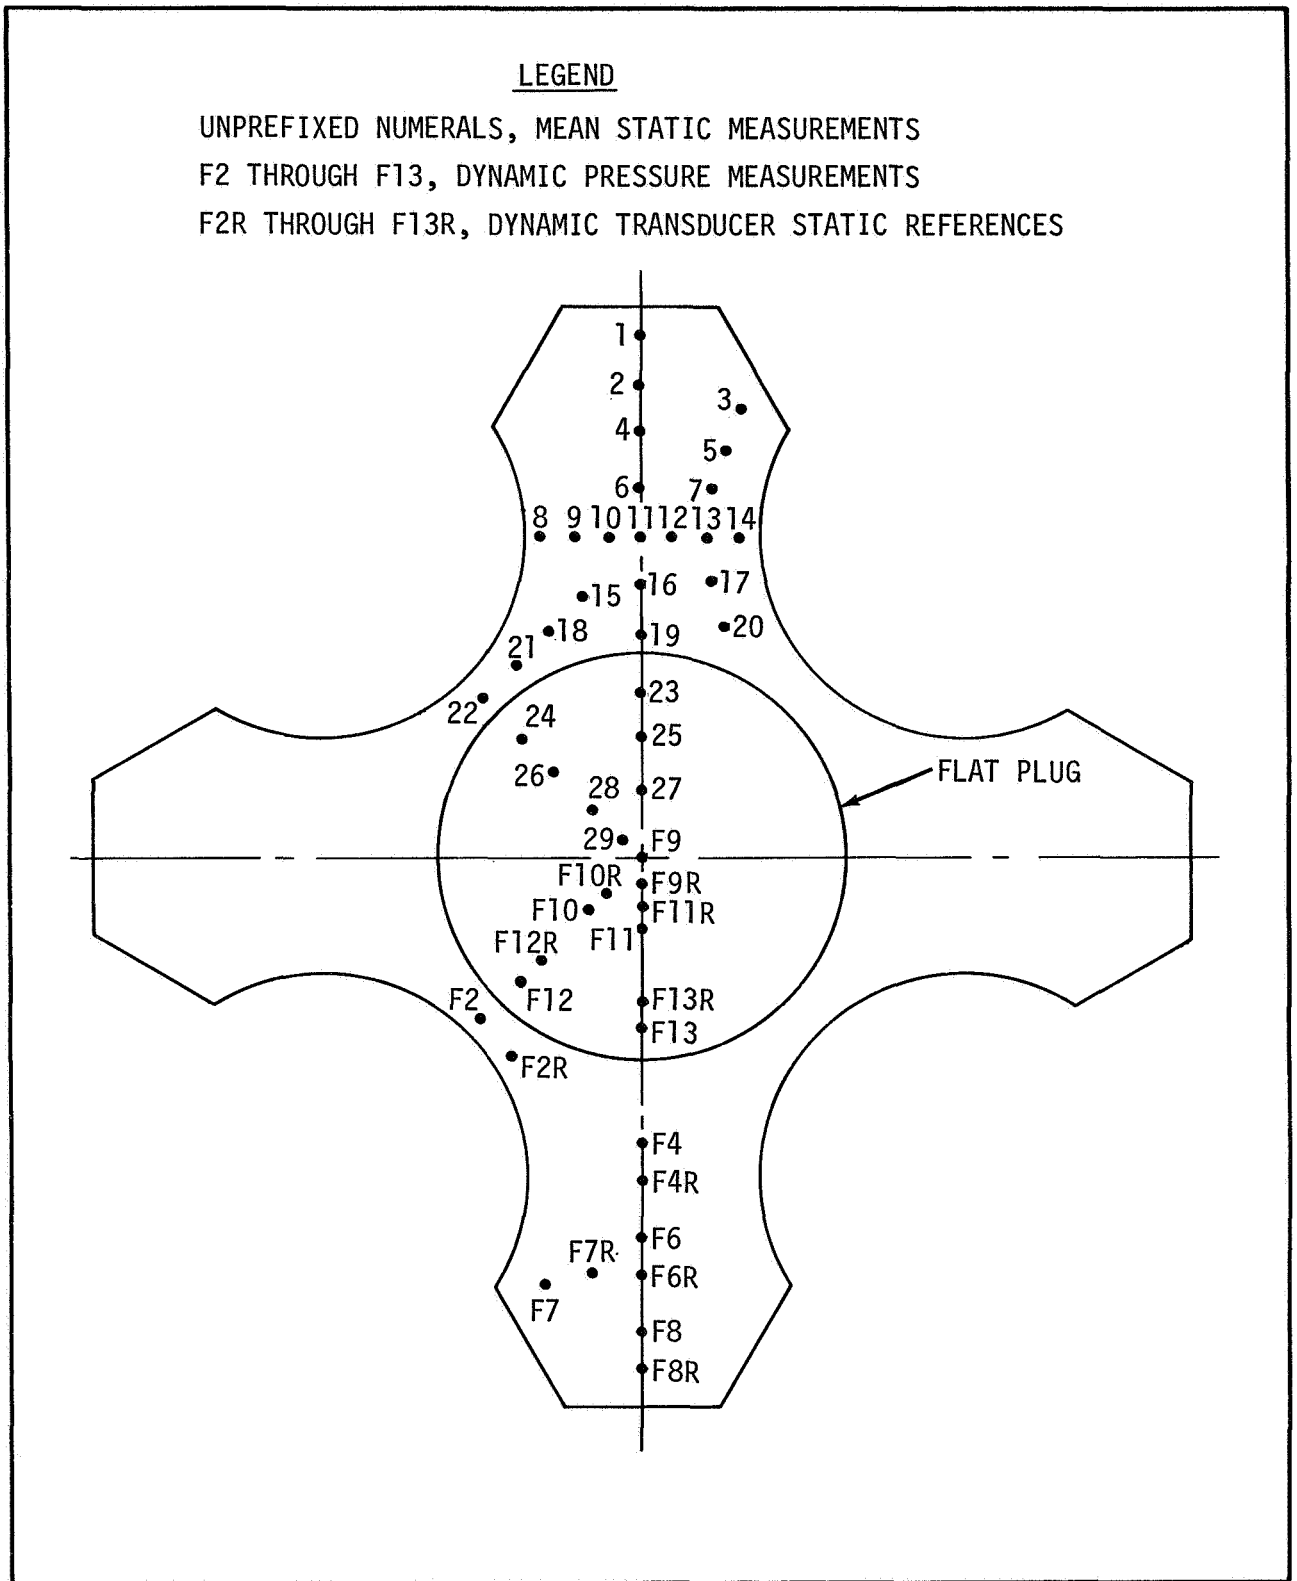 LEGEND
UNPREFIXED NUMERALS, MEAN STATIC MEASUREMENTS
F2 THROUGH F13, DYNAMIC PRESSURE MEASUREMENTS
F2R THROUGH F13R, DYNAMIC TRANSDUCER STATIC REFERENCES
1
2
3
4
5
6
7
8 9 10 11 12 13 14
15
16
17
18
19
20
21
22
23
24
25
26
27
FLAT PLUG
28
29
F9
F10R
F9R
F10
F11R
F11
F12R
F12
F13R
F2
F13
F2R
F4
F4R
F6
F7R
F6R
F7
F8
F8R